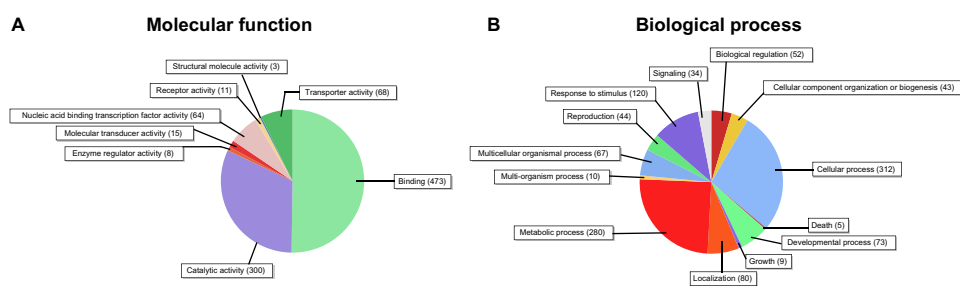 A
Molecular function
Structural molecule activity (3)
Receptor activity (11)
Transporter activity (68)
Nucleic acid binding transcription factor activity (64)
Molecular transducer activity (15)
Enzyme regulator activity (8)
Binding (473)
Catalytic activity (300)
B
Biological process
Biological regulation (52)
Signaling (34)
Cellular component organization or biogenesis (43)
Response to stimulus (120)
Reproduction (44)
Multicellular organismal process (67)
Cellular process (312)
Multi-organism process (10)
Death (5)
Metabolic process (280)
Developmental process (73)
Growth (9)
Localization (80)